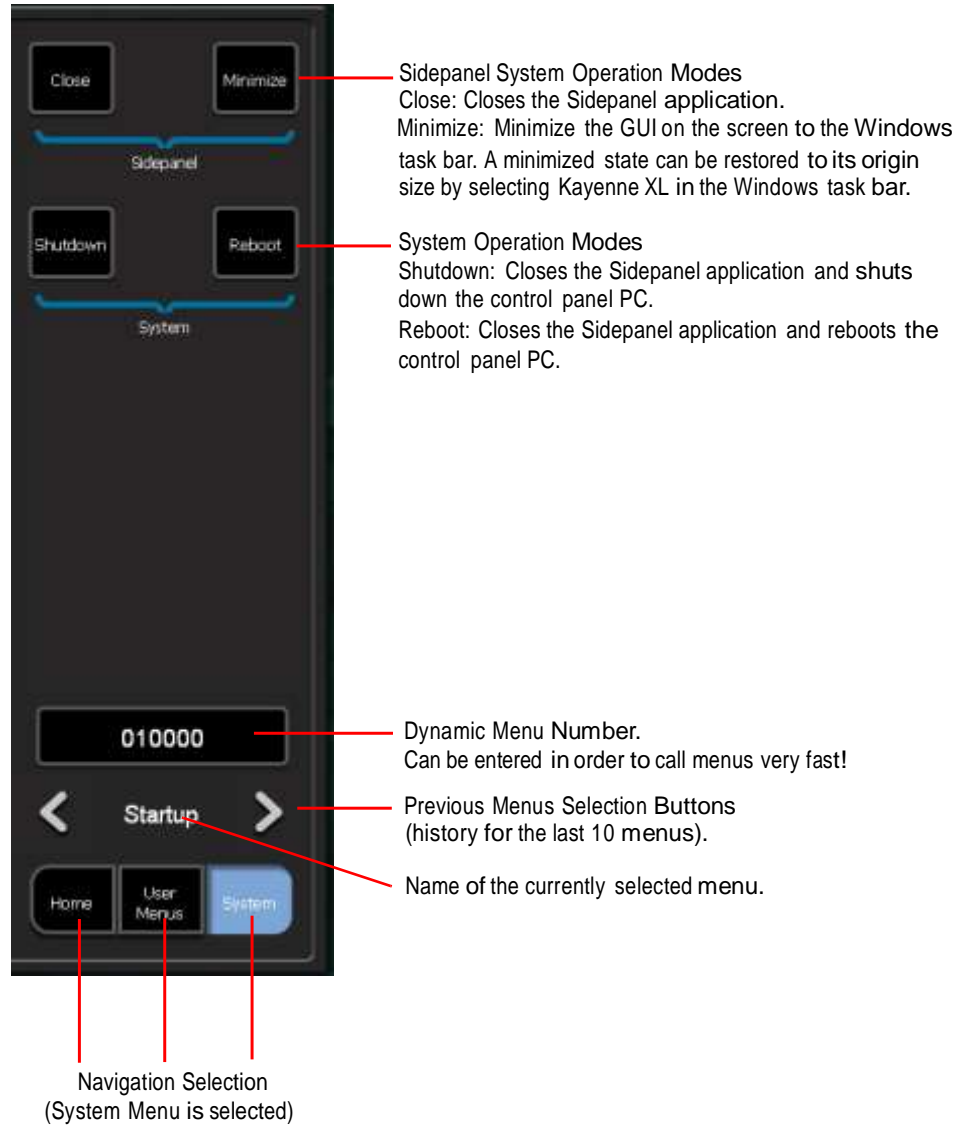 Close
Minimize
Sidepanel
Shutdown
Reboot
System
010000
Startup
Home
User
Menus
System
Sidepanel System Operation Modes
Close: Closes the Sidepanel application.
Minimize: Minimize the GUI on the screen to the Windows
task bar. A minimized state can be restored to its origin
size by selecting Kayenne XL in the Windows task bar.
System Operation Modes
Shutdown: Closes the Sidepanel application and shuts
down the control panel PC.
Reboot: Closes the Sidepanel application and reboots the
control panel PC.
Dynamic Menu Number.
Can be entered in order to call menus very fast!
Previous Menus Selection Buttons
(history for the last 10 menus).
Name of the currently selected menu.
Navigation Selection
(System Menu is selected)